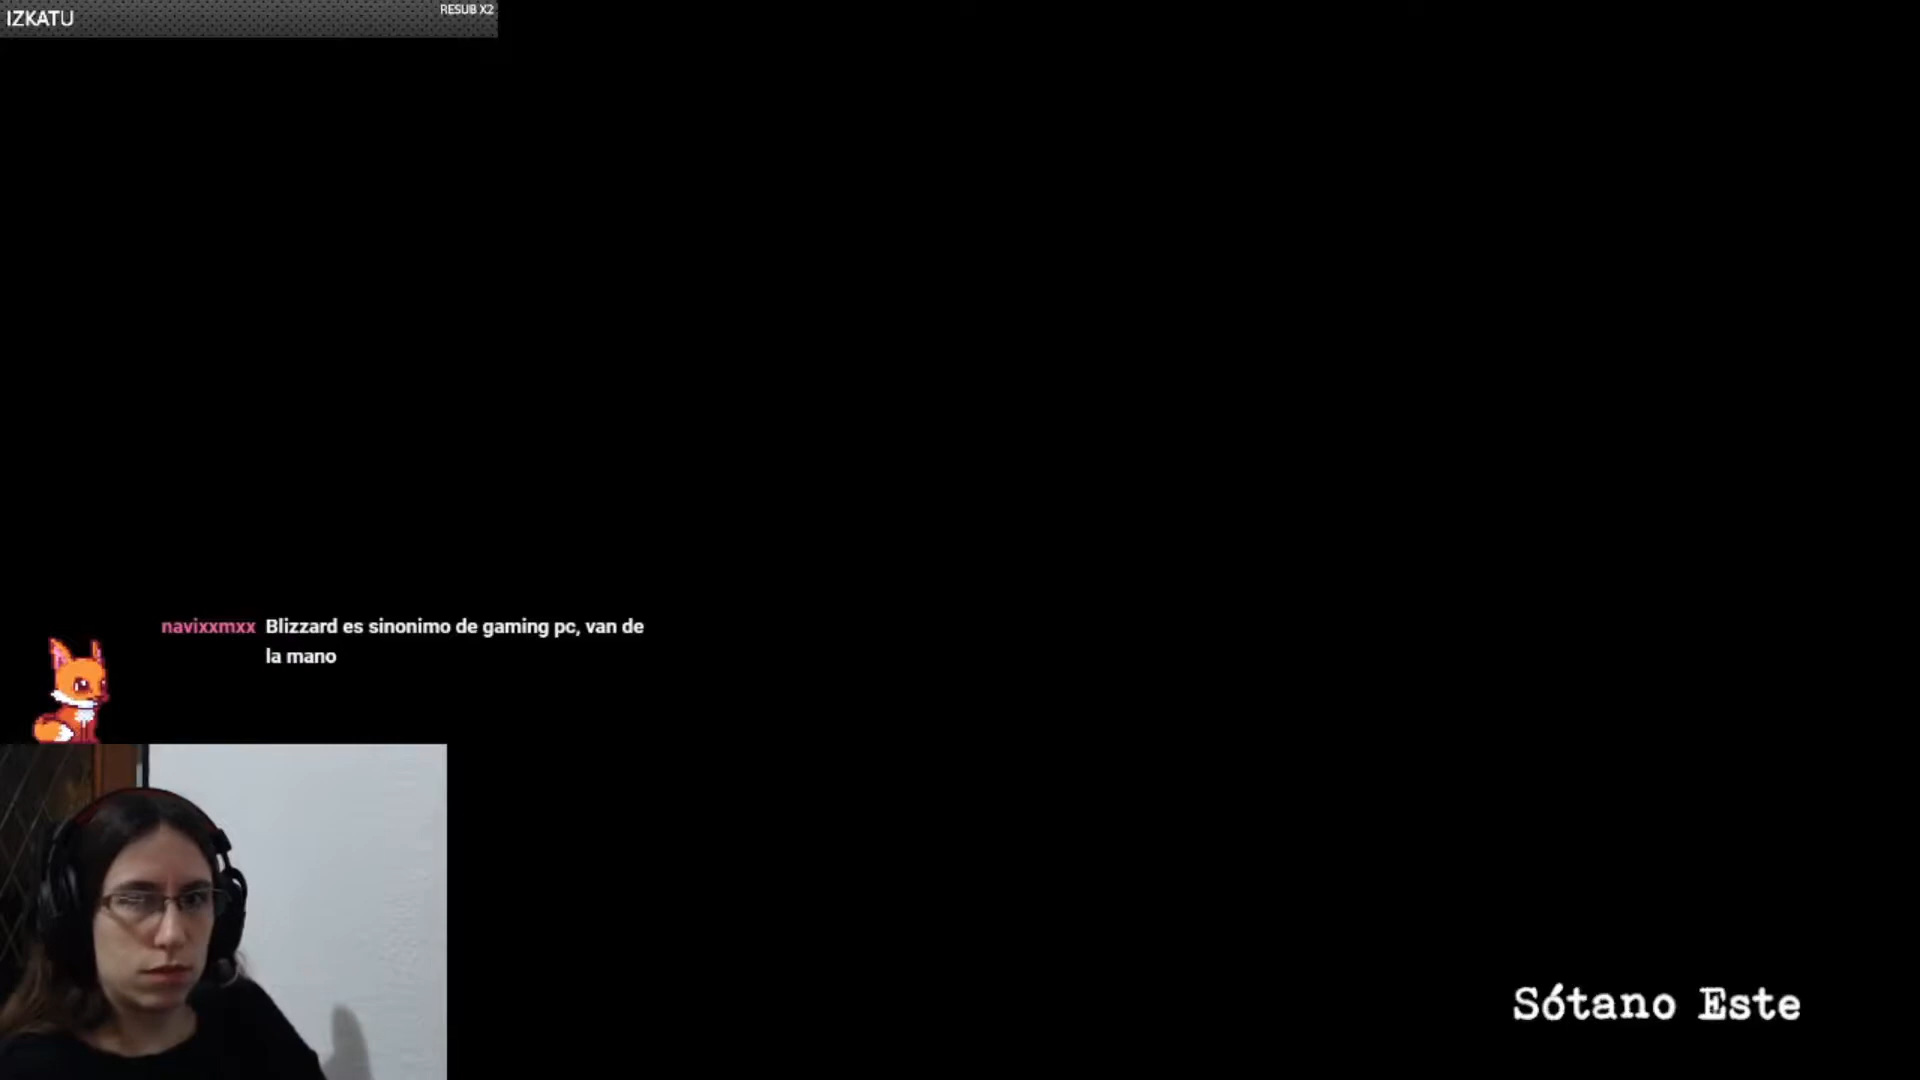 IZKATU
RESUB X2
navixxmxx Blizzard es sinonimo de gaming pc, van de
la mano
Sótano Este